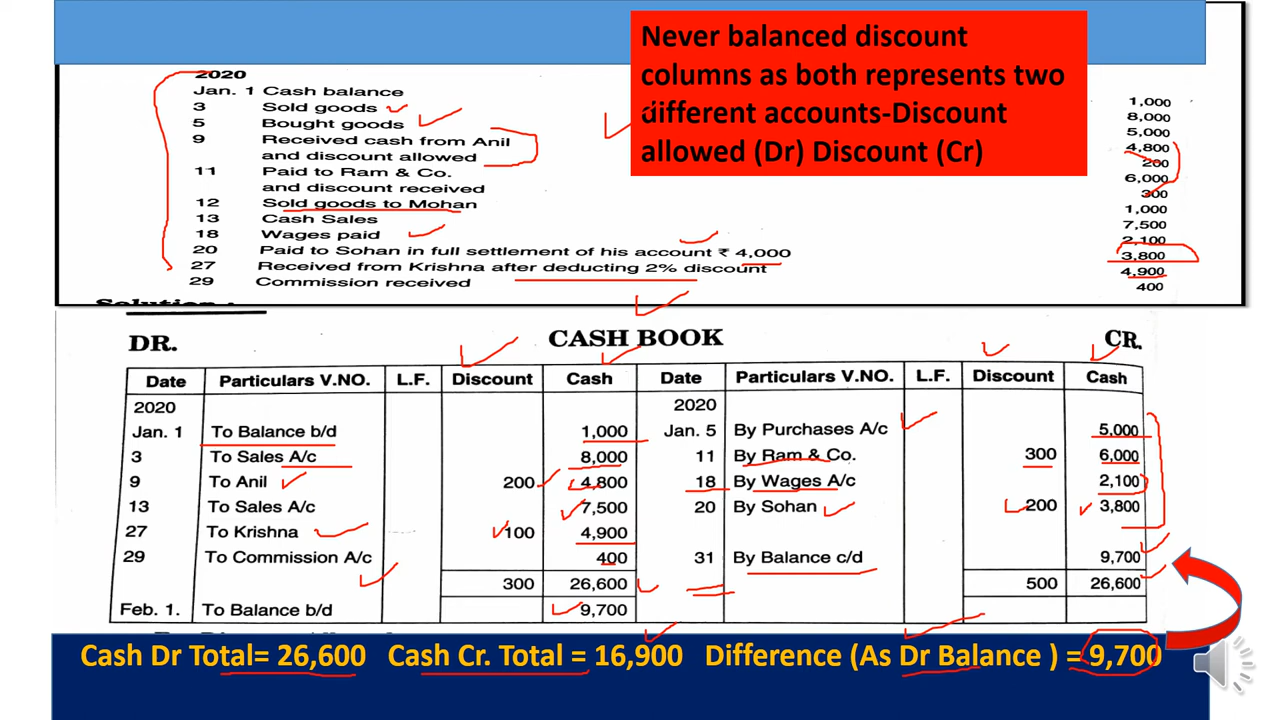 Never balanced discount
columns as both represents two
different accounts-Discount
allowed (Dr) Discount (Cr)
2020
Jan. 1 Cash balance 1,000
3 Sold goods 8,000
5 Bought goods 5,000
9 Received cash from Anil 4,800
and discount allowed 200
11 Paid to Ram & Co. 6,000
and discount received 300
12 Sold goods to Mohan 1,000
13 Cash Sales 7,500
18 Wages paid 2,100
20 Paid to Sohan in full settlement of his account ₹ 4,000 3,800
27 Received from Krishna after deducting 2% discount 4,900
29 Commission received 400
Solution :
DR. CASH BOOK CR.
Date Particulars V.NO. L.F. Discount Cash Date Particulars V.NO. L.F. Discount Cash
2020 2020
Jan. 1 To Balance b/d 1,000 Jan. 5 By Purchases A/c 5,000
3 To Sales A/c 8,000 11 By Ram & Co. 300 6,000
9 To Anil 200 4,800 18 By Wages A/c 2,100
13 To Sales A/c 7,500 20 By Sohan 200 3,800
27 To Krishna 100 4,900
29 To Commission A/c 400 31 By Balance c/d 9,700
300 26,600 500 26,600
Feb. 1. To Balance b/d 9,700
Cash Dr Total= 26,600 Cash Cr. Total = 16,900 Difference (As Dr Balance ) = 9,700